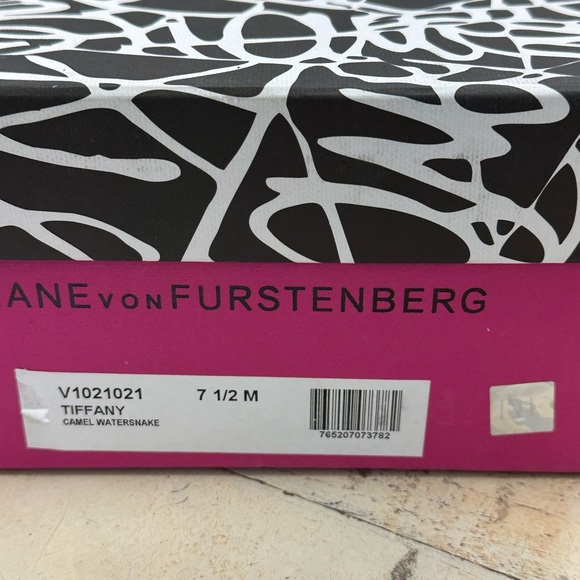 ANE VON FURSTENBERG
V1021021 7 1/2 M
TIFFANY
CAMEL WATERSNAKE
765207073782